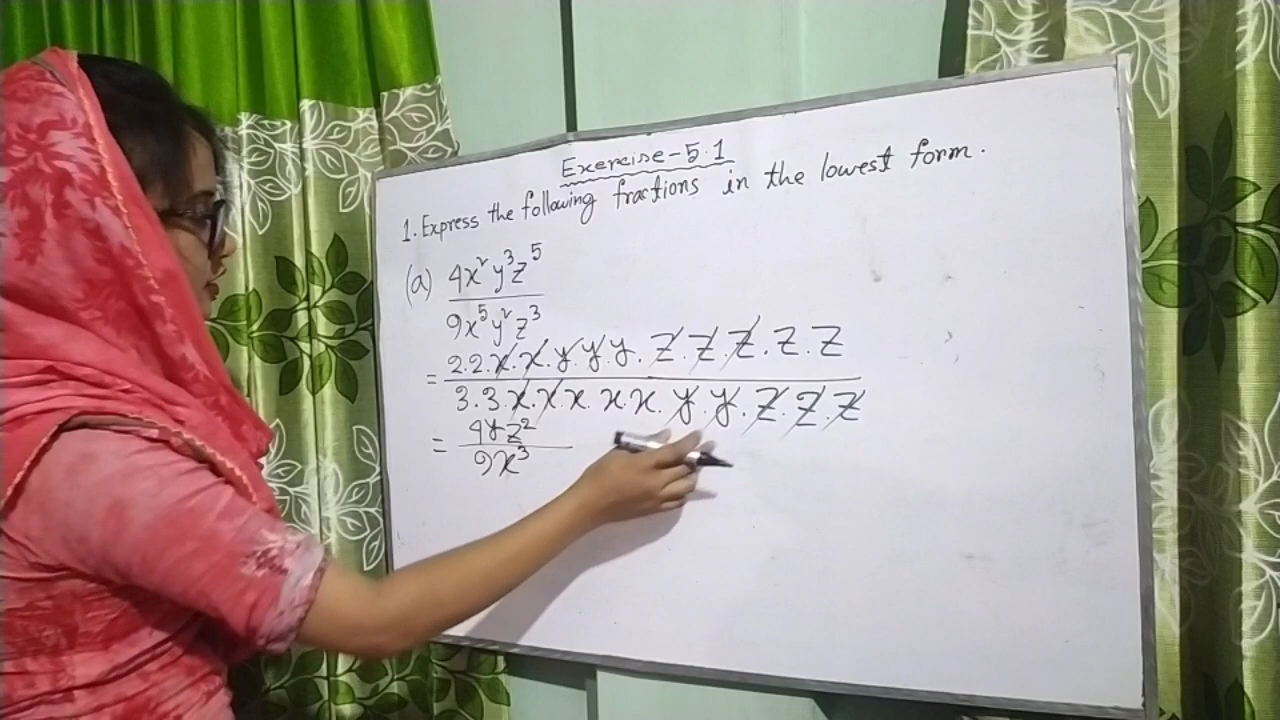 Exercise-5.1
1. Express the following fractions in the lowest form.
(a) 4x²y³z⁵
9x⁵y²z³
= 2.2.x.x.y.y.y.z.z.z.z.z
3.3.x.x.x.x.x.y.y.z.z.z
= 4yz²
9x³